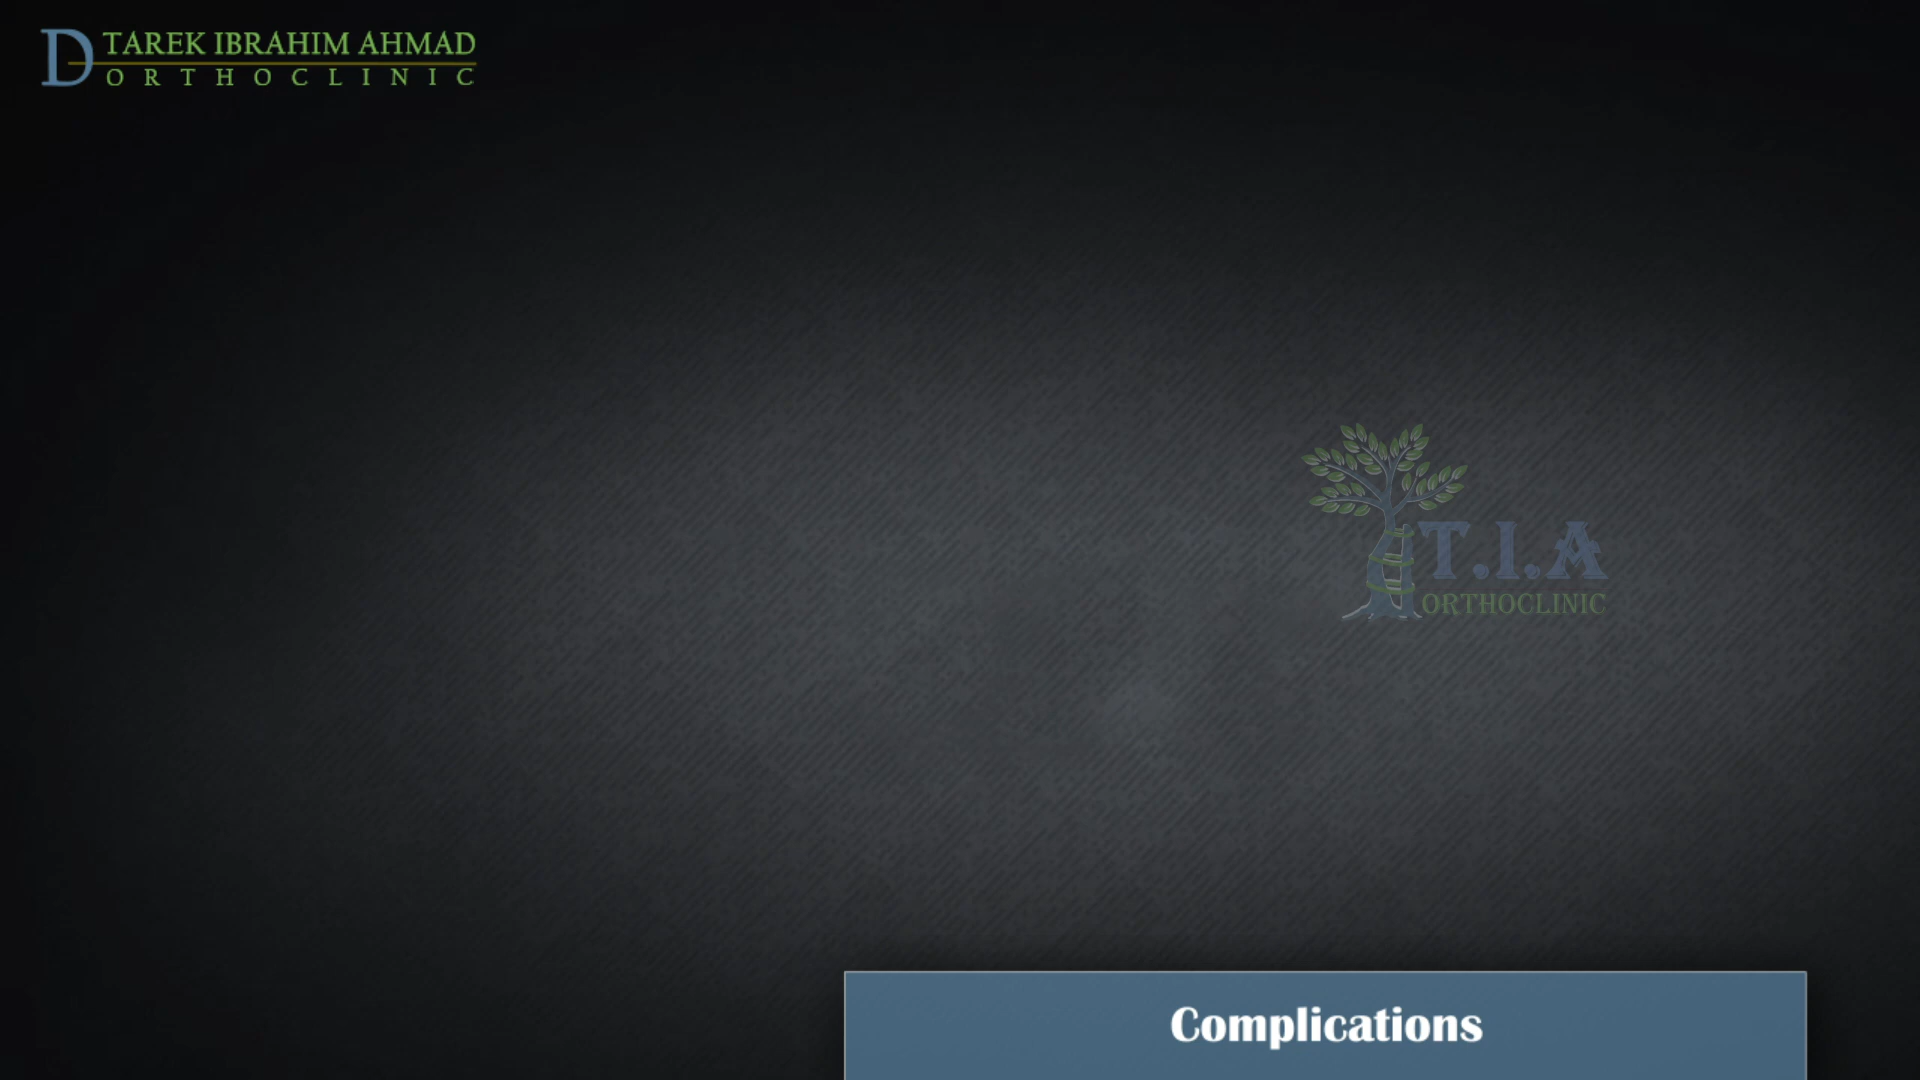 D TAREK IBRAHIM AHMAD
ORTHOCLINIC
T.I.A
ORTHOCLINIC
Complications